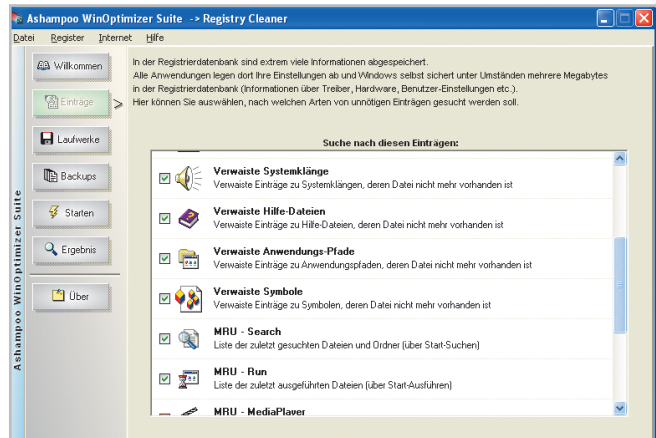 Ashampoo WinOptimizer Suite -> Registry Cleaner
Datei Register Internet Hilfe
Willkommen
Einträge >
Laufwerke
Backups
Starten
Ergebnis
Über
Ashampoo WinOptimizer Suite
In der Registrierdatenbank sind extrem viele Informationen abgespeichert.
Alle Anwendungen legen dort Ihre Einstellungen ab und Windows selbst sichert unter Umständen mehrere Megabytes
in der Registrierdatenbank (Informationen über Treiber, Hardware, Benutzer-Einstellungen etc.).
Hier können Sie auswählen, nach welchen Arten von unnötigen Einträgen gesucht werden soll.
Suche nach diesen Einträgen:
Verwaiste Systemklänge
Verwaiste Einträge zu Systemklängen, deren Datei nicht mehr vorhanden ist
Verwaiste Hilfe-Dateien
Verwaiste Einträge zu Hilfe-Dateien, deren Datei nicht mehr vorhanden ist
Verwaiste Anwendungs-Pfade
Verwaiste Einträge zu Anwendungspfaden, deren Datei nicht mehr vorhanden ist
Verwaiste Symbole
Verwaiste Einträge zu Symbolen, deren Datei nicht mehr vorhanden ist
MRU - Search
Liste der zuletzt gesuchten Dateien und Ordner (über Start-Suchen)
MRU - Run
Liste der zuletzt ausgeführten Dateien (über Start-Ausführen)
MRU - MediaPlayer